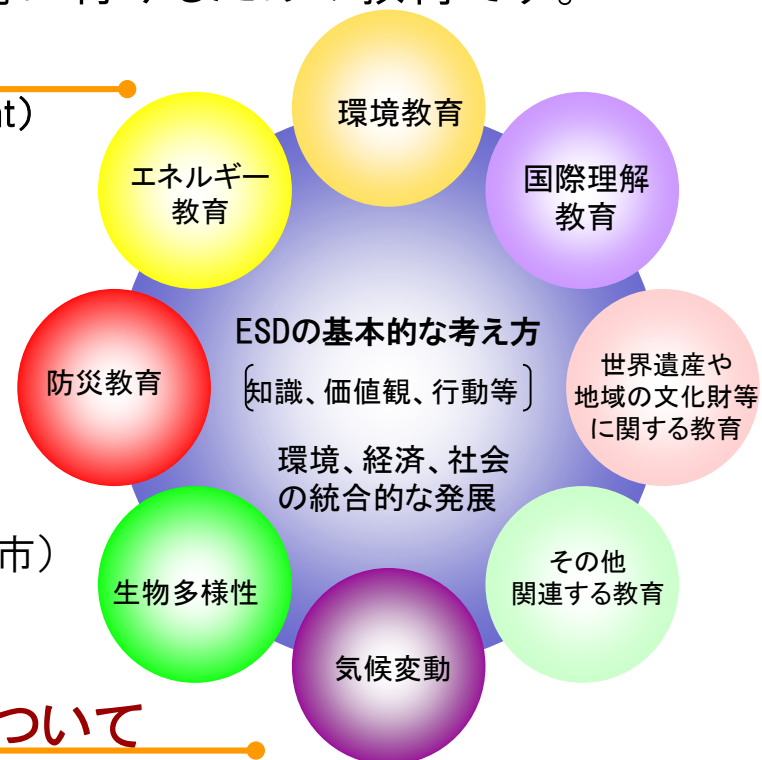 教育です。
nt)
環境教育
エネルギー
教育
国際理解
教育
ESDの基本的な考え方
〔知識、価値観、行動等〕
防災教育
世界遺産や
地域の文化財等
に関する教育
環境、経済、社会
の統合的な発展
市）
生物多様性
その他
関連する教育
気候変動
ついて